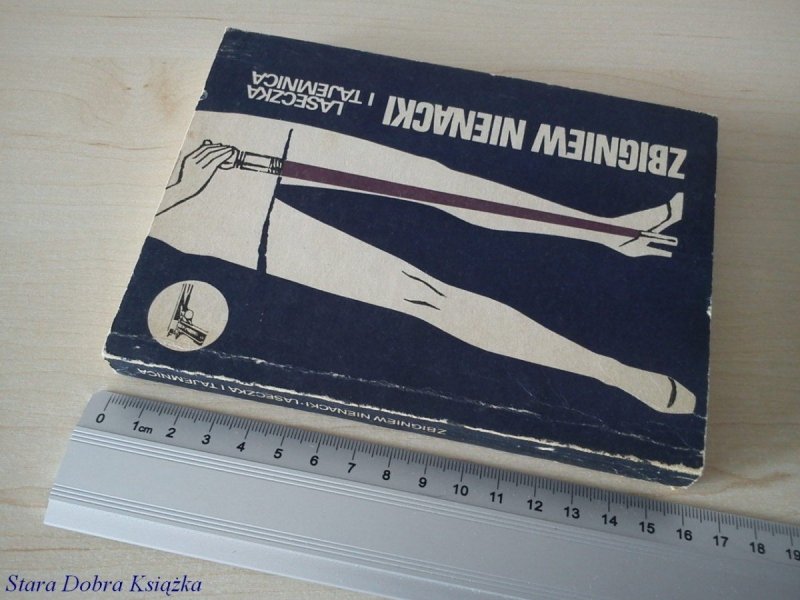 ZBIGNIEW NIENACKI
LASECZKA
I TAJEMNICA
ZBIGNIEW NIENACKI · LASECZKA I TAJEMNICA
0 1cm 2 3 4 5 6 7 8 9 10 11 12 13 14 15 16 17 18 19
Stara Dobra Książka